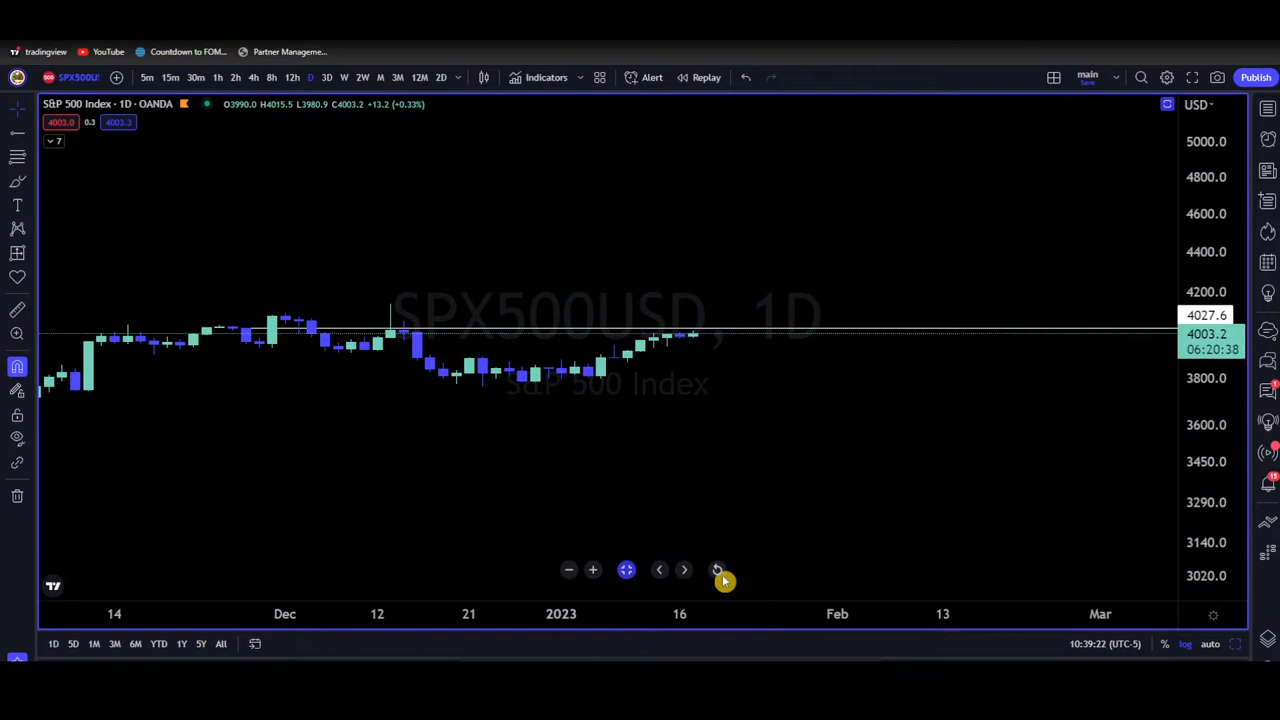 tradingview YouTube Countdown to FOM... Partner Manageme...
500 SPX500U 5m 15m 30m 1h 2h 4h 8h 12h D 3D W 2W M 3M 12M 2D Indicators Alert Replay main Save Publish
S&P 500 Index · 1D · OANDA O3990.0 H4015.5 L3980.9 C4003.2 +13.2 (+0.33%) USD
4003.0 0.3 4003.3
7
5000.0
4800.0
4600.0
4400.0
4200.0
SPX500USD, 1D
4027.6
4003.2
06:20:38
S&P 500 Index
3800.0
3600.0
3450.0
3290.0
3140.0
3020.0
1
15
14 Dec 12 21 2023 16 Feb 13 Mar
1D 5D 1M 3M 6M YTD 1Y 5Y All 10:39:22 (UTC-5) % log auto